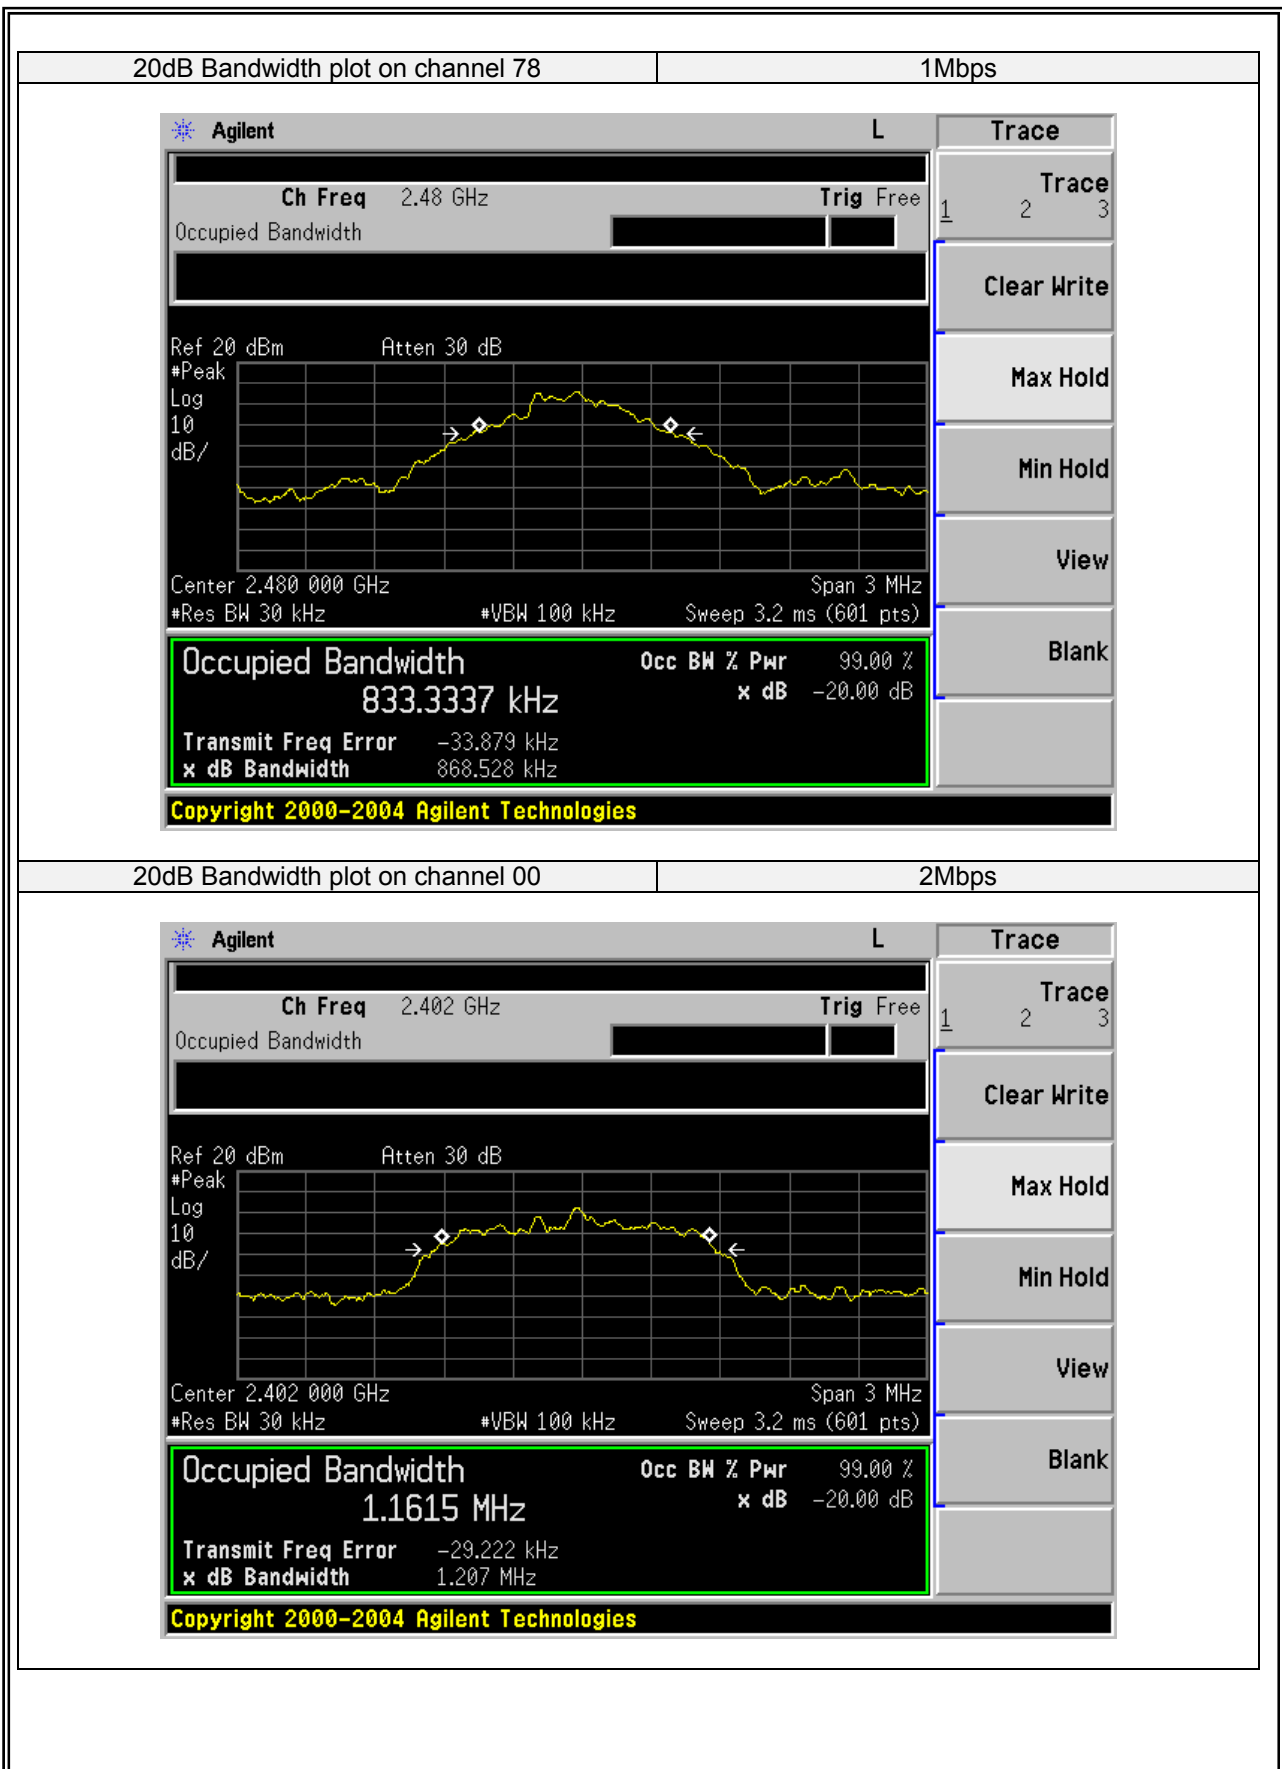 20dB Bandwidth plot on channel 78 1Mbps
Agilent L Trace
Ch Freq 2.48 GHz Trig Free
Occupied Bandwidth
Trace
1 2 3
Clear Write
Max Hold
Min Hold
View
Blank
Ref 20 dBm Atten 30 dB
#Peak
Log
10
dB/
Center 2.480 000 GHz Span 3 MHz
#Res BW 30 kHz #VBW 100 kHz Sweep 3.2 ms (601 pts)
Occupied Bandwidth Occ BW % Pwr 99.00 %
833.3337 kHz x dB -20.00 dB
Transmit Freq Error -33.879 kHz
x dB Bandwidth 868.528 kHz
Copyright 2000-2004 Agilent Technologies
20dB Bandwidth plot on channel 00 2Mbps
Agilent L Trace
Ch Freq 2.402 GHz Trig Free
Occupied Bandwidth
Trace
1 2 3
Clear Write
Max Hold
Min Hold
View
Blank
Ref 20 dBm Atten 30 dB
#Peak
Log
10
dB/
Center 2.402 000 GHz Span 3 MHz
#Res BW 30 kHz #VBW 100 kHz Sweep 3.2 ms (601 pts)
Occupied Bandwidth Occ BW % Pwr 99.00 %
1.1615 MHz x dB -20.00 dB
Transmit Freq Error -29.222 kHz
x dB Bandwidth 1.207 MHz
Copyright 2000-2004 Agilent Technologies